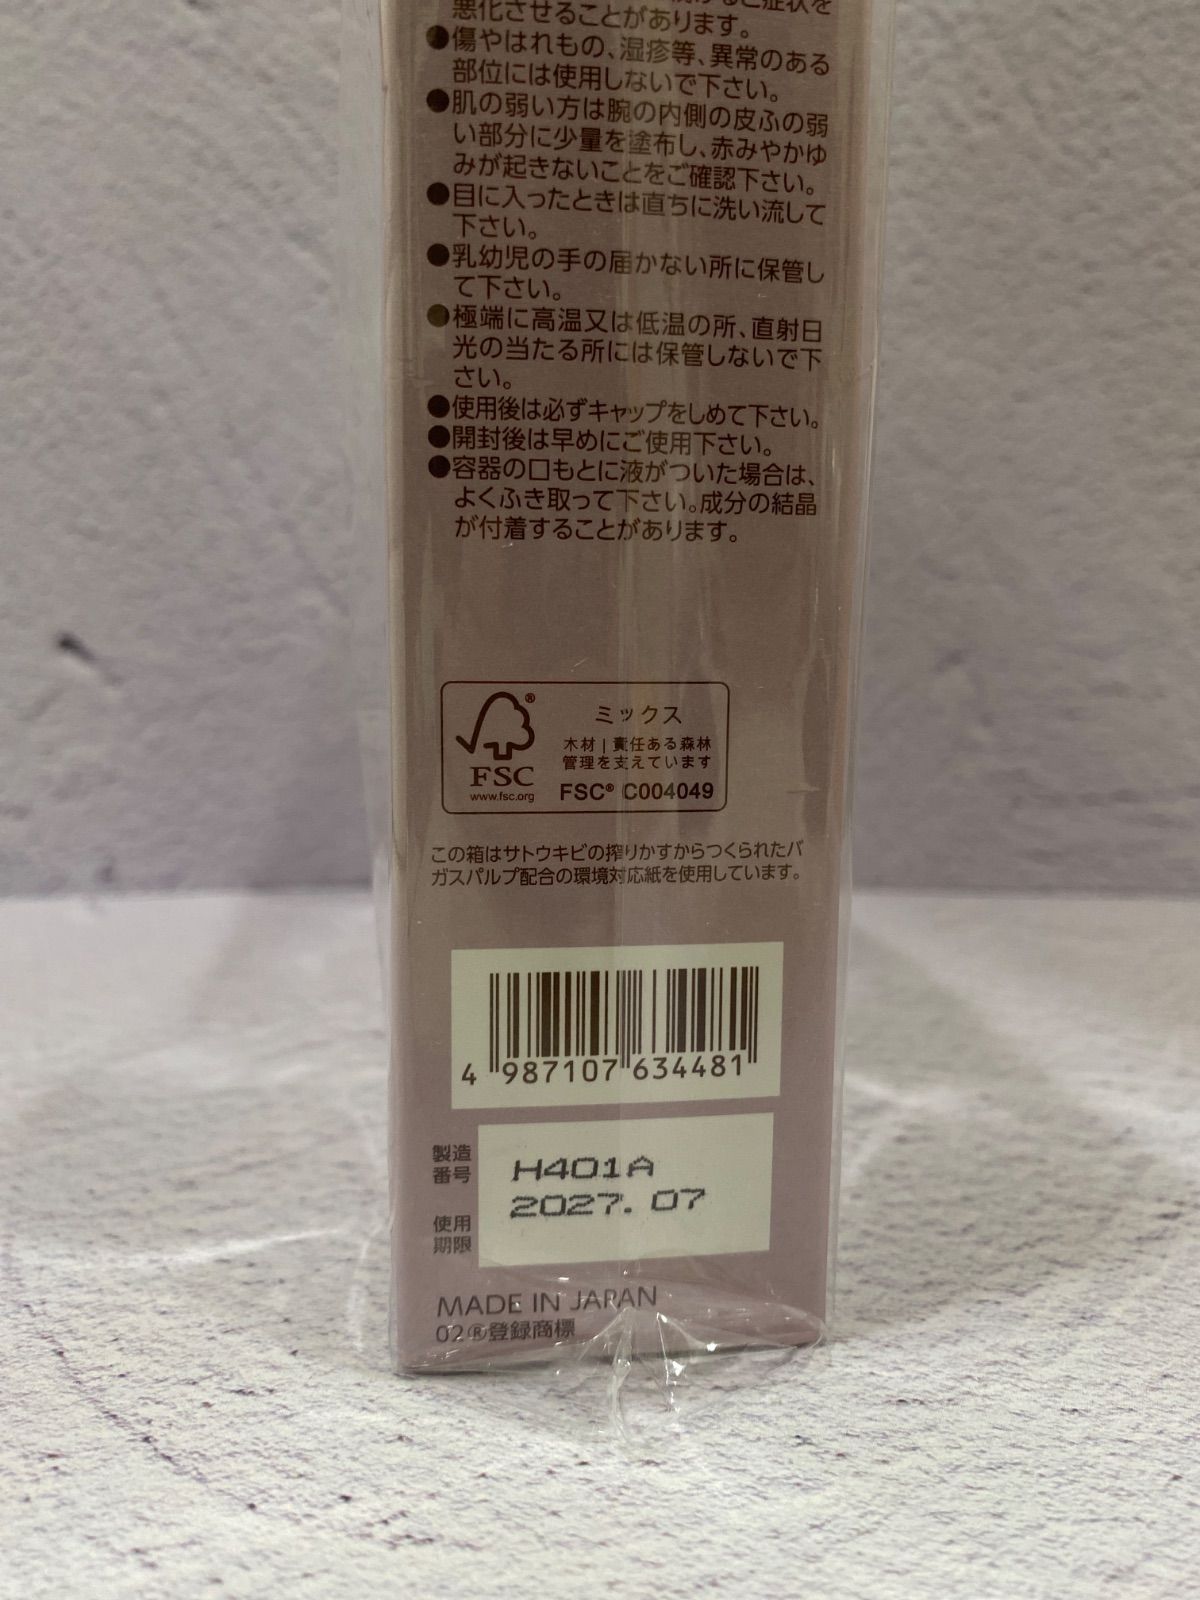 症状を
悪化させることがあります。
●傷やはれもの、湿疹等、異常のある
部位には使用しないで下さい。
●肌の弱い方は腕の内側の皮ふの弱
い部分に少量を塗布し、赤みやかゆ
みが起きないことをご確認下さい。
●目に入ったときは直ちに洗い流して
下さい。
●乳幼児の手の届かない所に保管し
て下さい。
●極端に高温又は低温の所、直射日
光の当たる所には保管しないで下
さい。
●使用後は必ずキャップをしめて下さい。
●開封後は早めにご使用下さい。
●容器の口もとに液がついた場合は、
よくふき取って下さい。成分の結晶
が付着することがあります。
®
ミックス
木材 | 責任ある森林
管理を支えています
FSC
www.fsc.org
FSC® C004049
この箱はサトウキビの搾りかすからつくられたバ
ガスパルプ配合の環境対応紙を使用しています。
4 987107 634481
製造
番号
H401A
使用
期限
2027. 07
MADE IN JAPAN
02®登録商標